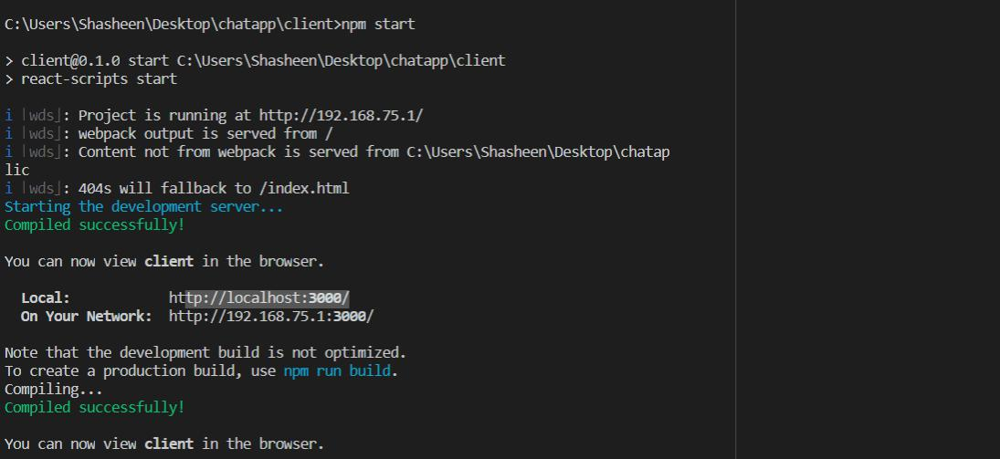 C:\Users\Shasheen\Desktop\chatapp\client>npm start
> client@0.1.0 start C:\Users\Shasheen\Desktop\chatapp\client
> react-scripts start
i ｢wds｣: Project is running at http://192.168.75.1/
i ｢wds｣: webpack output is served from /
i ｢wds｣: Content not from webpack is served from C:\Users\Shasheen\Desktop\chatap
lic
i ｢wds｣: 404s will fallback to /index.html
Starting the development server...
Compiled successfully!
You can now view client in the browser.
Local: http://localhost:3000/
On Your Network: http://192.168.75.1:3000/
Note that the development build is not optimized.
To create a production build, use npm run build.
Compiling...
Compiled successfully!
You can now view client in the browser.